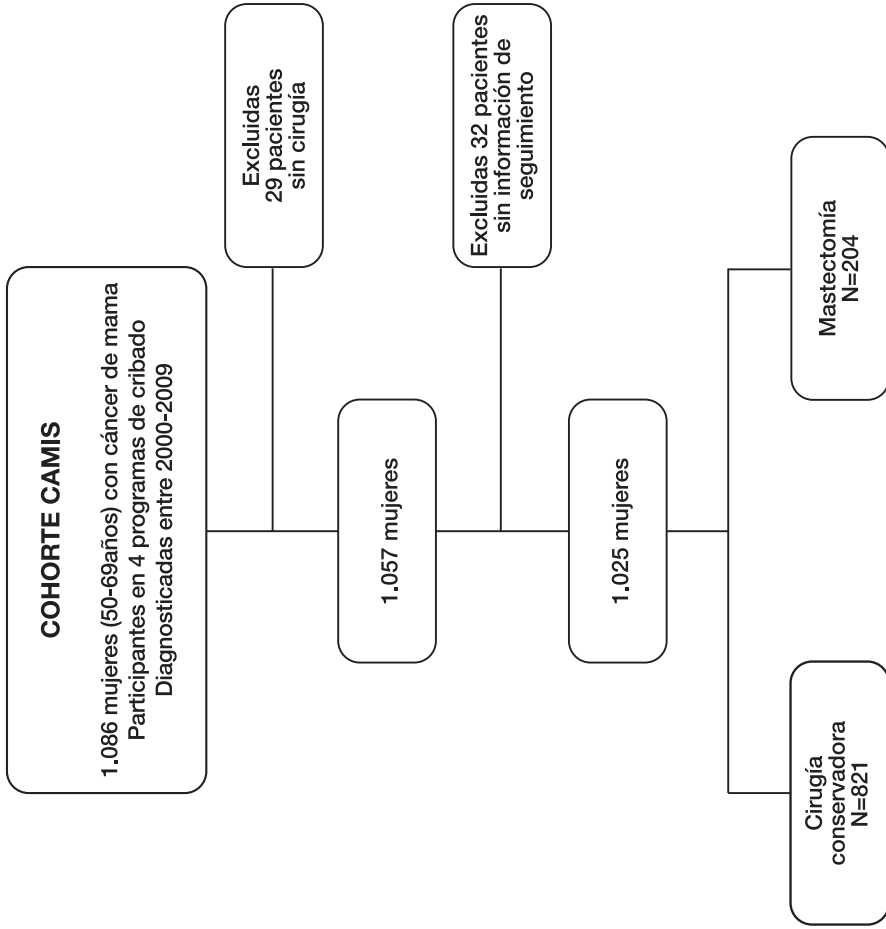 COHORTE CAMIS
1.086 mujeres (50-69años) con cáncer de mama
Participantes en 4 programas de cribado
Diagnosticadas entre 2000-2009
Excluidas
29 pacientes
sin cirugía
1.057 mujeres
Excluidas 32 pacientes
sin información de
seguimiento
1.025 mujeres
Cirugía
conservadora
N=821
Mastectomía
N=204